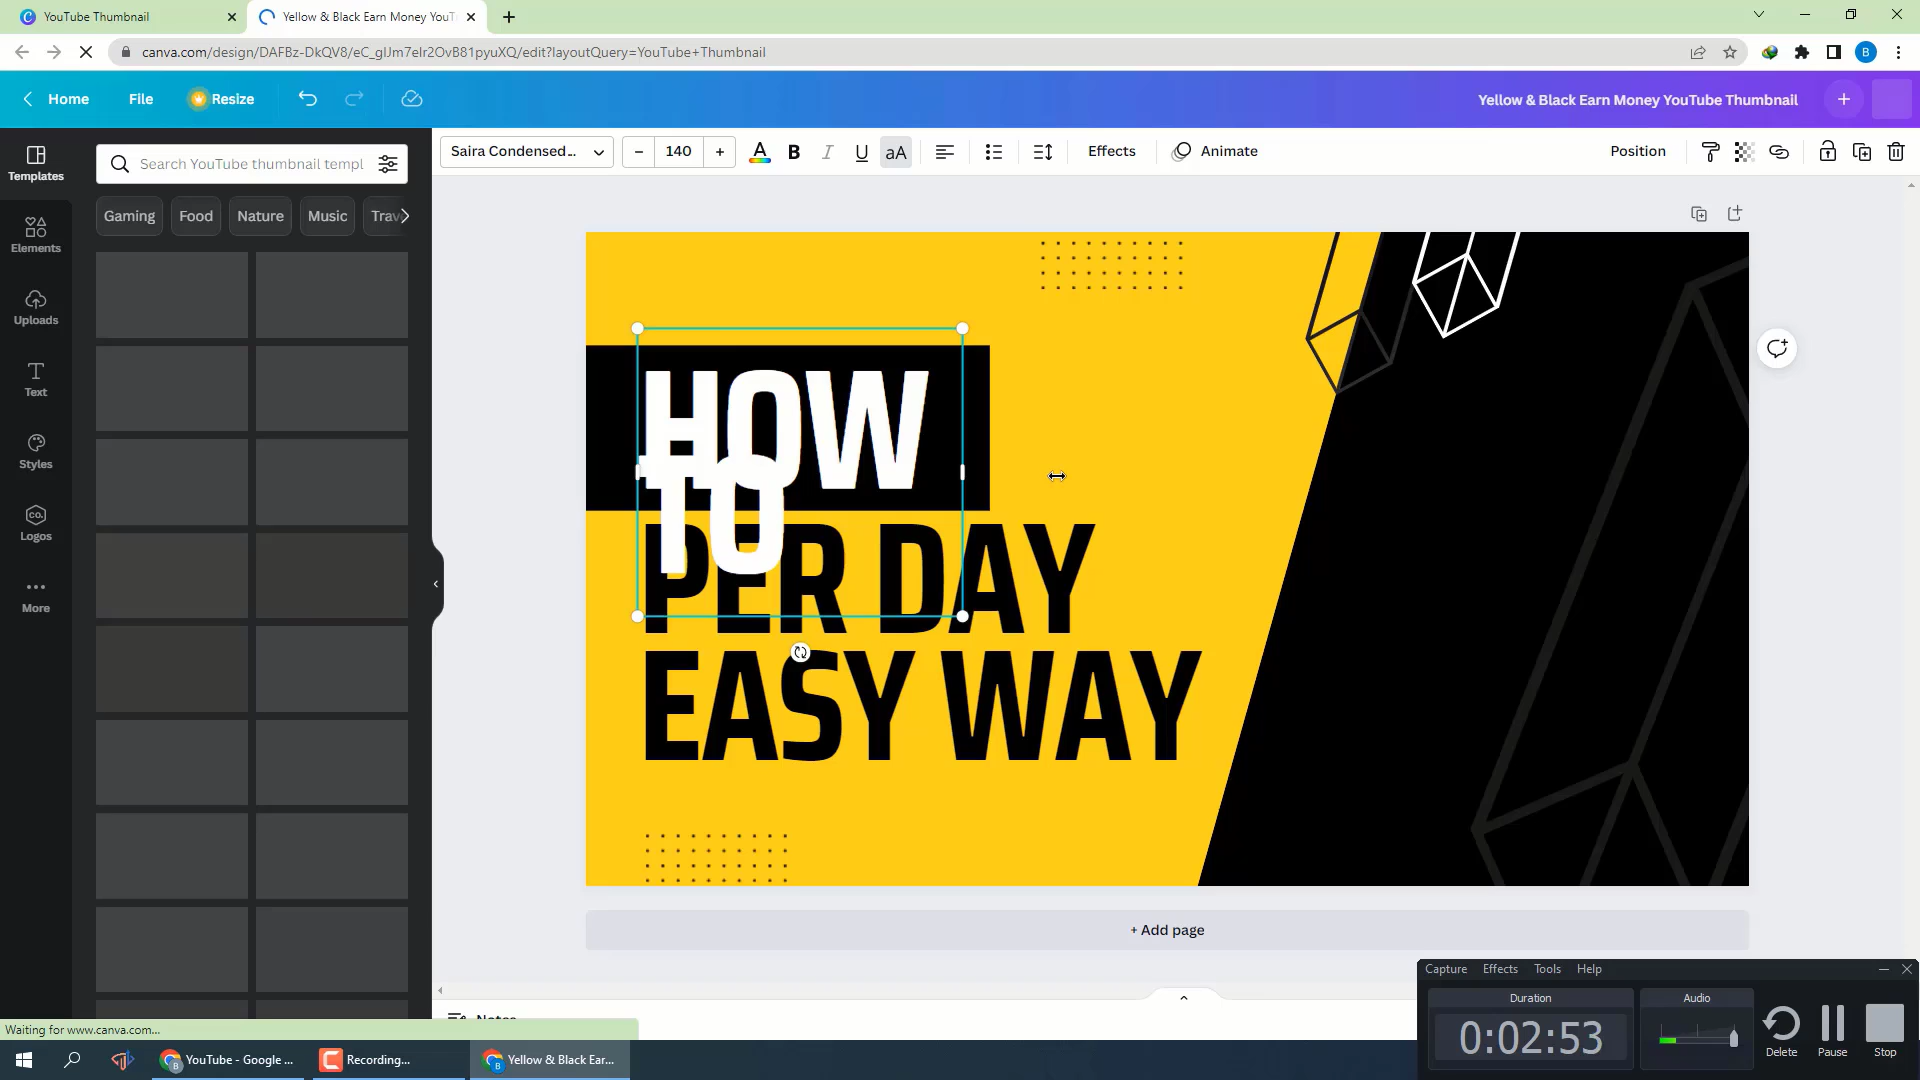 YouTube Thumbnail
Yellow & Black Earn Money YouT
canva.com/design/DAFBz-DkQV8/eC_glJm7eIr2OvB81pyuXQ/edit?layoutQuery=YouTube+Thumbnail
B
Home
File
Resize
Yellow & Black Earn Money YouTube Thumbnail
Templates
Search YouTube thumbnail templ
Saira Condensed...
140
A
B
I
U
aA
Effects
Animate
Position
Gaming
Food
Nature
Music
Trav
Elements
Uploads
Text
Styles
co.
Logos
More
HOW
TO
PER DAY
EASY WAY
+ Add page
Notes
Capture
Effects
Tools
Help
Duration
Audio
0:02:53
Delete
Pause
Stop
Waiting for www.canva.com...
YouTube - Google ...
Recording...
Yellow & Black Ear...